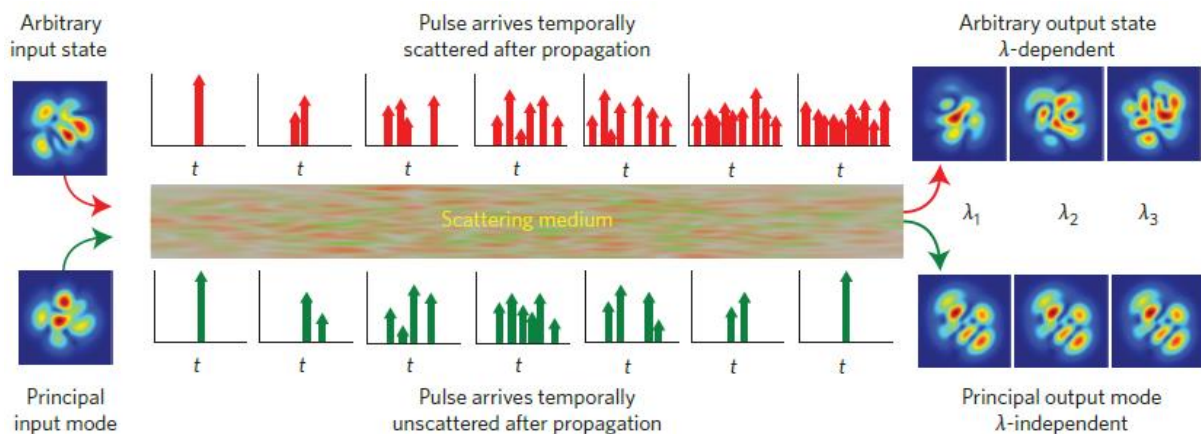 Arbitrary
input state
Pulse arrives temporally
scattered after propagation
Arbitrary output state
λ-dependent
t t t t t t t
Scattering medium
λ1 λ2 λ3
t t t t t t t
Principal
input mode
Pulse arrives temporally
unscattered after propagation
Principal output mode
λ-independent